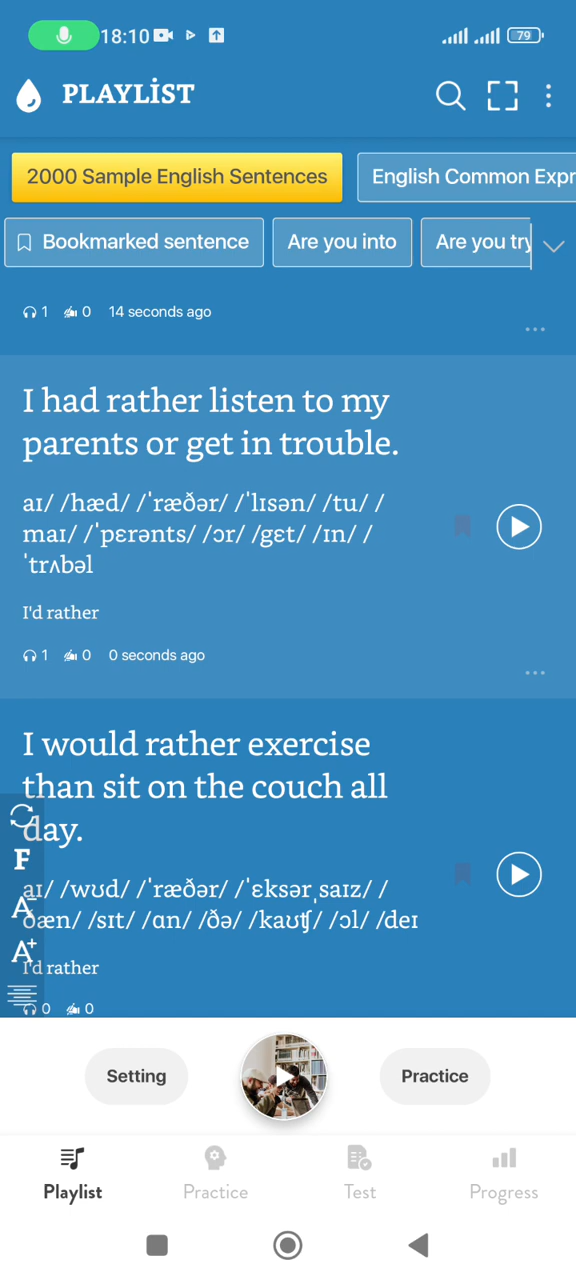 18:10
79
PLAYLİST
2000 Sample English Sentences
English Common Expr
Bookmarked sentence
Are you into
Are you try
1 0 14 seconds ago
I had rather listen to my
parents or get in trouble.
aɪ/ /hæd/ /ˈræðər/ /ˈlɪsən/ /tu/ /
maɪ/ /ˈpɛrənts/ /ɔr/ /gɛt/ /ɪn/ /
ˈtrʌbəl
I'd rather
1 0 0 seconds ago
I would rather exercise
than sit on the couch all
day.
aɪ/ /wʊd/ /ˈræðər/ /ˈɛksərˌsaɪz/ /
ðæn/ /sɪt/ /ɑn/ /ðə/ /kaʊʧ/ /ɔl/ /deɪ
I'd rather
0 0
F
A-
A+
Setting
Practice
Playlist
Practice
Test
Progress